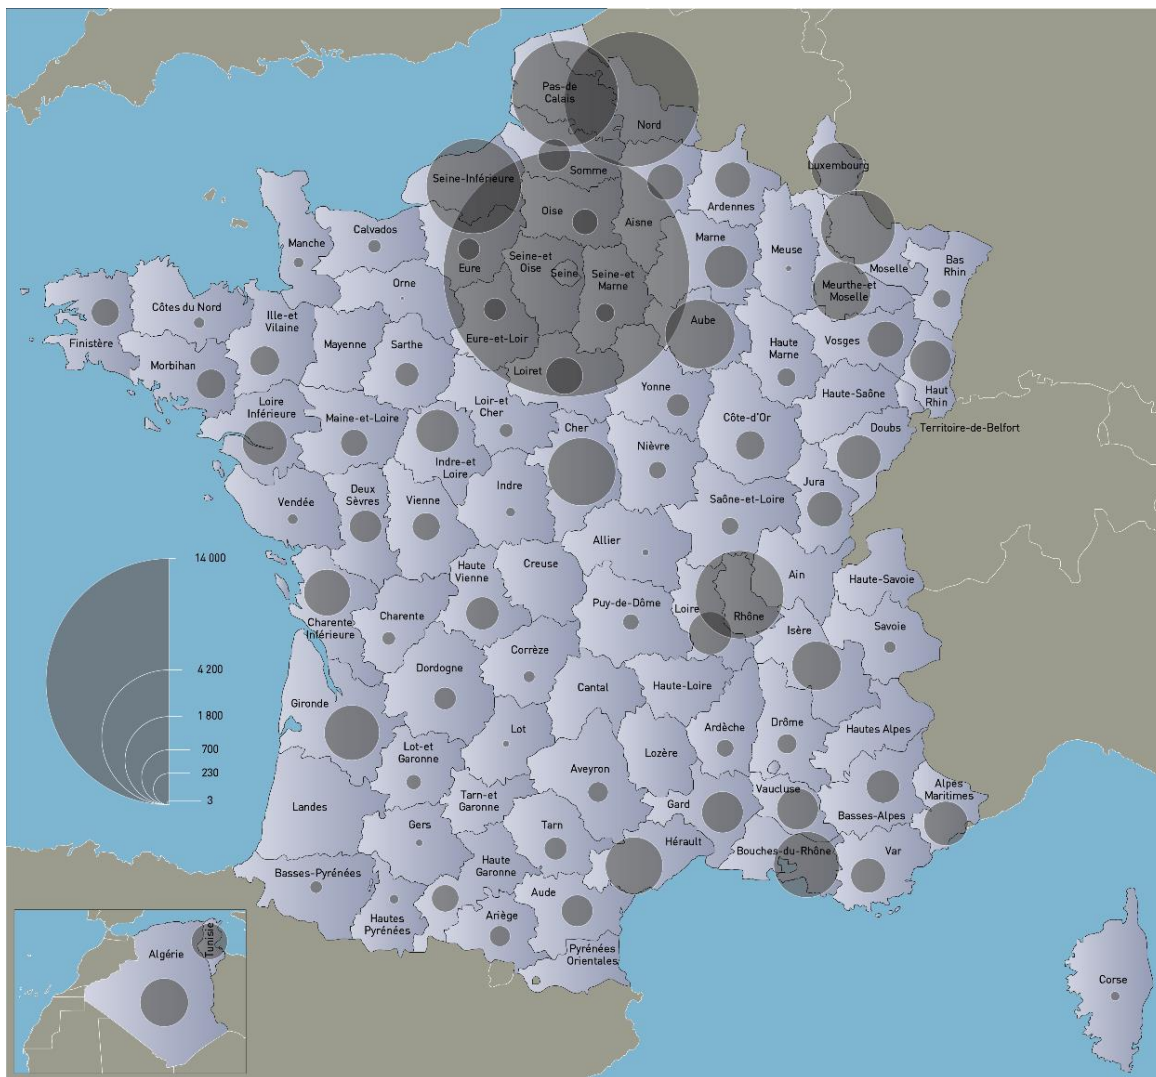 Pas-de
Calais
Nord
Luxembourg
Seine-Inférieure
Somme
Ardennes
Oise
Aisne
Marne
Meuse
Moselle
Bas
Rhin
Manche
Calvados
Eure
Seine-et
Oise
Seine
Seine-et
Marne
Meurthe-et
Moselle
Orne
Finistère
Côtes du Nord
Ille-et
Vilaine
Mayenne
Sarthe
Eure-et-Loir
Aube
Haute
Marne
Vosges
Haut
Rhin
Morbihan
Loiret
Yonne
Haute-Saône
Loire
Inférieure
Maine-et-Loire
Loir-et
Cher
Cher
Nièvre
Côte-d'Or
Doubs
Territoire-de-Belfort
Indre-et
Loire
Indre
Jura
Vendée
Deux
Sèvres
Vienne
Saône-et-Loire
Allier
14 000
Haute
Vienne
Creuse
Ain
Haute-Savoie
Puy-de-Dôme
Loire
Rhône
Charente
Inférieure
Charente
Isère
Savoie
4 200
Corrèze
Dordogne
Cantal
Haute-Loire
Gironde
1 800
Lot
Ardèche
Drôme
Hautes Alpes
700
Lot-et
Garonne
Lozère
230
Aveyron
3
Landes
Tarn-et
Garonne
Gard
Vaucluse
Basses-Alpes
Alpes
Maritimes
Gers
Tarn
Hérault
Bouches-du-Rhône
Var
Basses-Pyrénées
Haute
Garonne
Aude
Hautes
Pyrénées
Ariège
Pyrénées
Orientales
Algérie
Tunisie
Corse